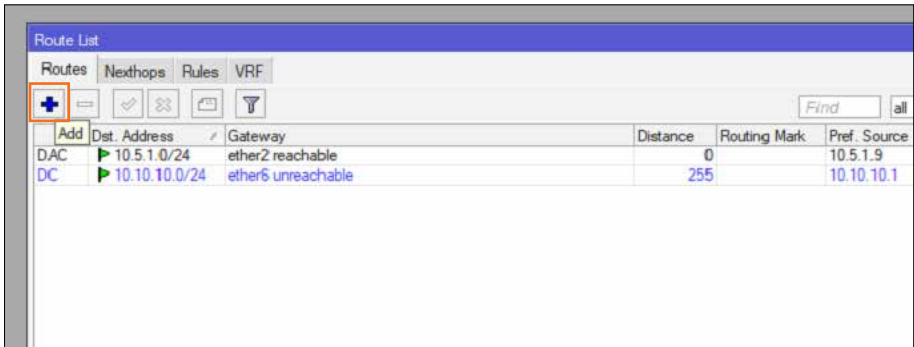 Route List
Routes Nexthops Rules VRF
Find all
Add Dst. Address Gateway Distance Routing Mark Pref. Source
DAC 10.5.1.0/24 ether2 reachable 0 10.5.1.9
DC 10.10.10.0/24 ether6 unreachable 255 10.10.10.1